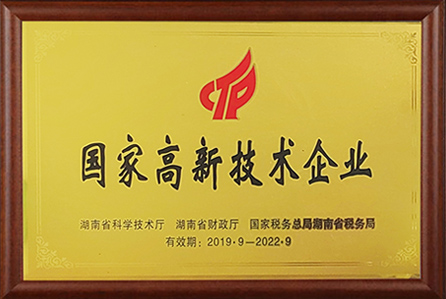 CTP
国家高新技术企业
湖南省科学技术厅 湖南省财政厅 国家税务总局湖南省税务局
有效期：2019·9—2022·9